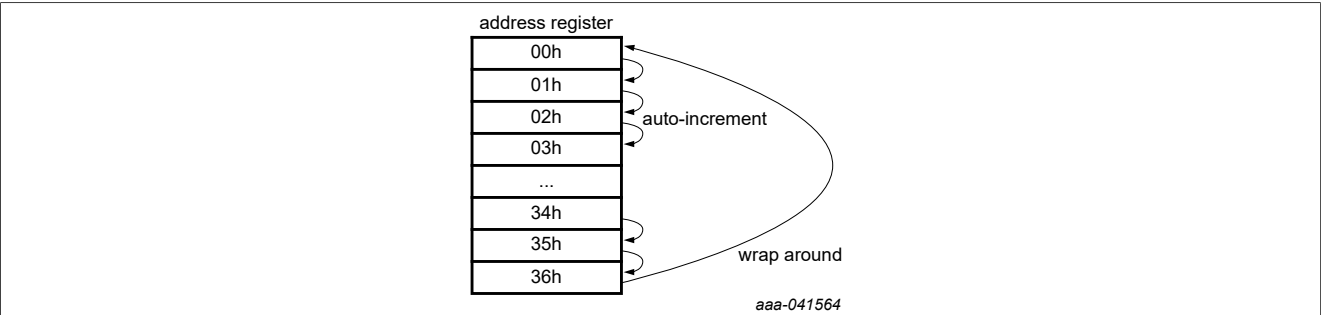 address register
00h
01h
02h
auto-increment
03h
...
34h
35h
wrap around
36h
aaa-041564